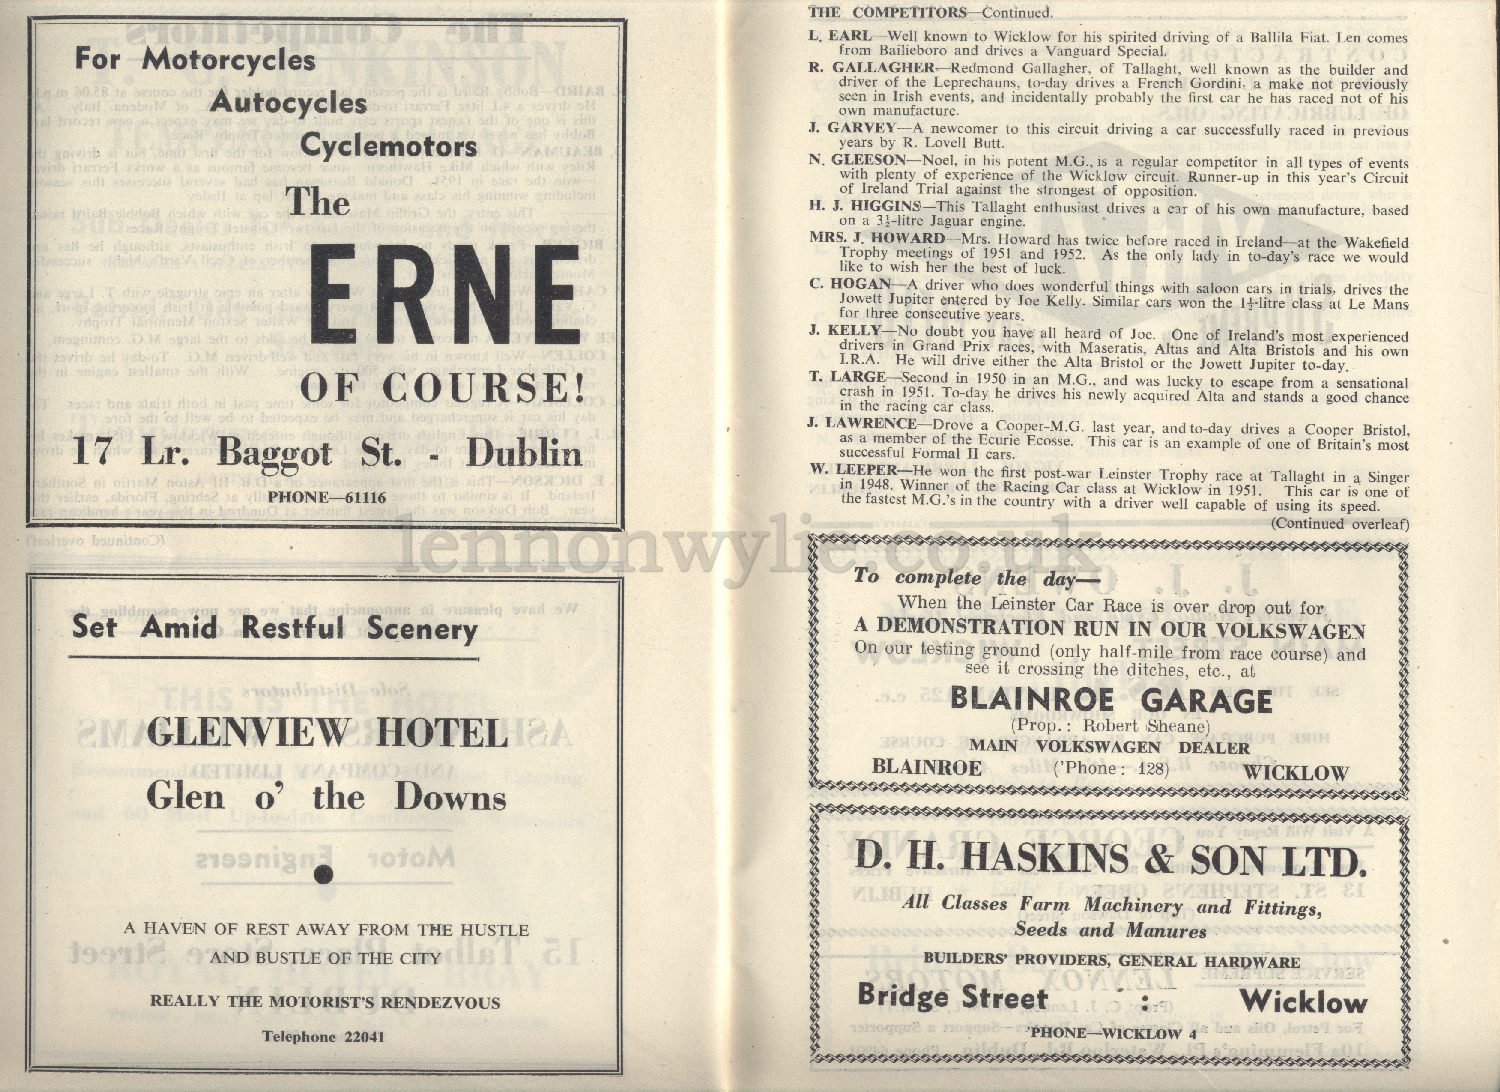 For Motorcycles
Autocycles
Cyclemotors
The
ERNE
OF COURSE!
17 Lr. Baggot St. - Dublin
PHONE—61116
Set Amid Restful Scenery
GLENVIEW HOTEL
Glen o' the Downs
A HAVEN OF REST AWAY FROM THE HUSTLE
AND BUSTLE OF THE CITY
REALLY THE MOTORIST'S RENDEZVOUS
Telephone 22041
THE COMPETITORS—Continued.
L. EARL—Well known to Wicklow for his spirited driving of a Ballila Fiat. Len comes
from Bailieboro and drives a Vanguard Special.
R. GALLAGHER—Redmond Gallagher, of Tallaght, well known as the builder and
driver of the Leprechauns, to-day drives a French Gordini, a make not previously
seen in Irish events, and incidentally probably the first car he has raced not of his
own manufacture.
J. GARVEY—A newcomer to this circuit driving a car successfully raced in previous
years by R. Lovell Butt.
N. GLEESON—Noel, in his potent M.G., is a regular competitor in all types of events
with plenty of experience of the Wicklow circuit. Runner-up in this year's Circuit
of Ireland Trial against the strongest of opposition.
H. J. HIGGINS—This Tallaght enthusiast drives a car of his own manufacture, based
on a 3½-litre Jaguar engine.
MRS. J. HOWARD—Mrs. Howard has twice before raced in Ireland—at the Wakefield
Trophy meetings of 1951 and 1952. As the only lady in to-day's race we would
like to wish her the best of luck.
C. HOGAN—A driver who does wonderful things with saloon cars in trials, drives the
Jowett Jupiter entered by Joe Kelly. Similar cars won the 1½-litre class at Le Mans
for three consecutive years.
J. KELLY—No doubt you have all heard of Joe. One of Ireland's most experienced
drivers in Grand Prix races, with Maseratis, Altas and Alta Bristols and his own
I.R.A. He will drive either the Alta Bristol or the Jowett Jupiter to-day.
T. LARGE—Second in 1950 in an M.G., and was lucky to escape from a sensational
crash in 1951. To-day he drives his newly acquired Alta and stands a good chance
in the racing car class.
J. LAWRENCE—Drove a Cooper-M.G. last year, and to-day drives a Cooper Bristol,
as a member of the Ecurie Ecosse. This car is an example of one of Britain's most
successful Formal II cars.
W. LEEPER—He won the first post-war Leinster Trophy race at Tallaght in a Singer
in 1948. Winner of the Racing Car class at Wicklow in 1951. This car is one of
the fastest M.G.'s in the country with a driver well capable of using its speed.
(Continued overleaf)
lennonwylie.co.uk
To complete the day—
When the Leinster Car Race is over drop out for
A DEMONSTRATION RUN IN OUR VOLKSWAGEN
On our testing ground (only half-mile from race course) and
see it crossing the ditches, etc., at
BLAINROE GARAGE
(Prop.: Robert Sheane)
MAIN VOLKSWAGEN DEALER
BLAINROE ('Phone: 128) WICKLOW
D. H. HASKINS & SON LTD.
All Classes Farm Machinery and Fittings,
Seeds and Manures
BUILDERS' PROVIDERS, GENERAL HARDWARE
Bridge Street : Wicklow
PHONE—WICKLOW 4